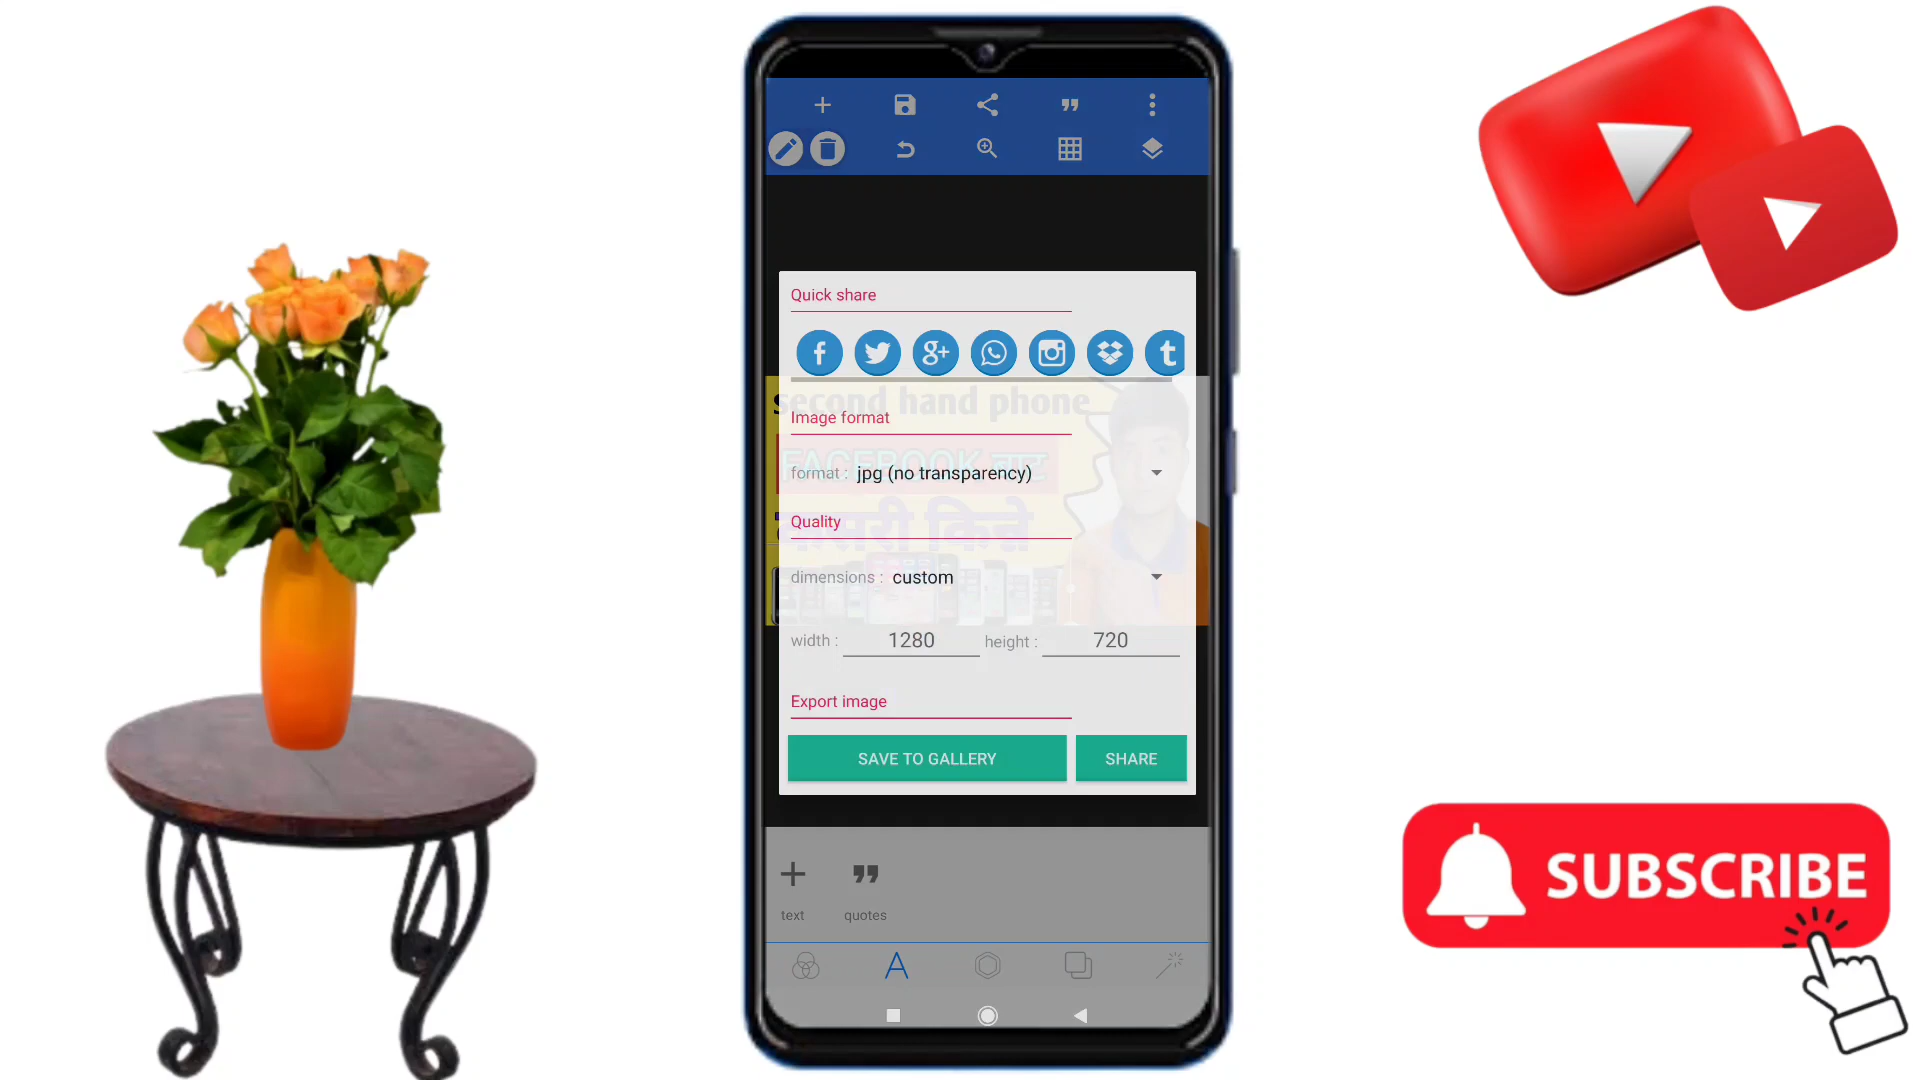 Quick share
second hand phone
Image format
FACEBOOK बाट
format : jpg (no transparency)
Quality
किन्ने
dimensions : custom
width : 1280 height : 720
Export image
SAVE TO GALLERY SHARE
SUBSCRIBE
text quotes